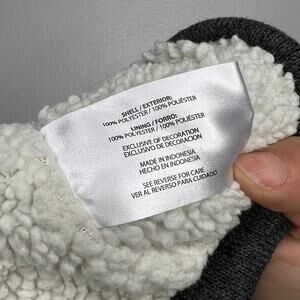 SHELL / EXTERIOR:
100% POLYESTER / 100% POLIÉSTER
LINING / FORRO:
100% POLYESTER / 100% POLIÉSTER
EXCLUSIVE OF DECORATION
EXCLUSIVO DE DECORACIÓN
MADE IN INDONESIA
HECHO EN INDONESIA
SEE REVERSE FOR CARE
VER AL REVERSO PARA CUIDADO